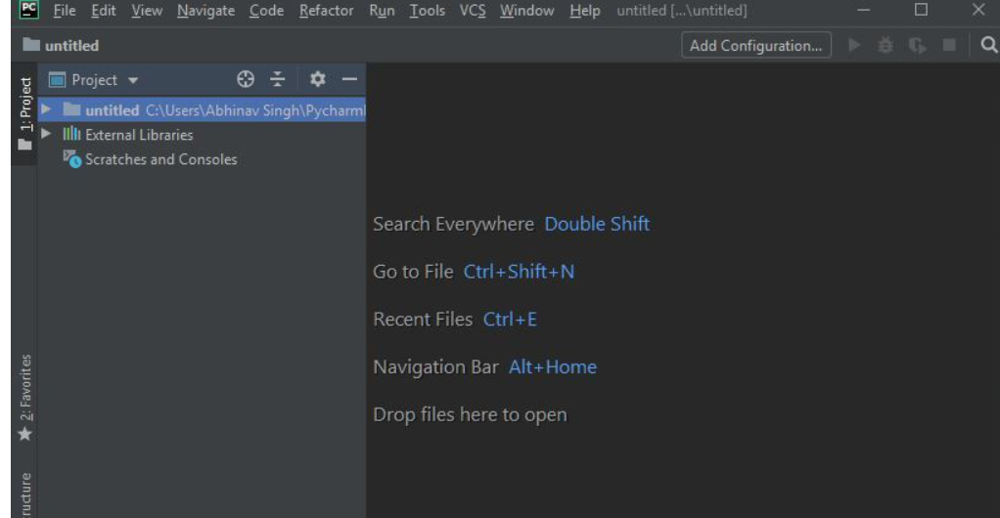 PC File Edit View Navigate Code Refactor Run Tools VCS Window Help untitled [...\untitled]
untitled Add Configuration...
Project
1: Project
untitled C:\Users\Abhinav Singh\Pycharm
External Libraries
Scratches and Consoles
Search Everywhere Double Shift
Go to File Ctrl+Shift+N
Recent Files Ctrl+E
Navigation Bar Alt+Home
Drop files here to open
2: Favorites
ructure